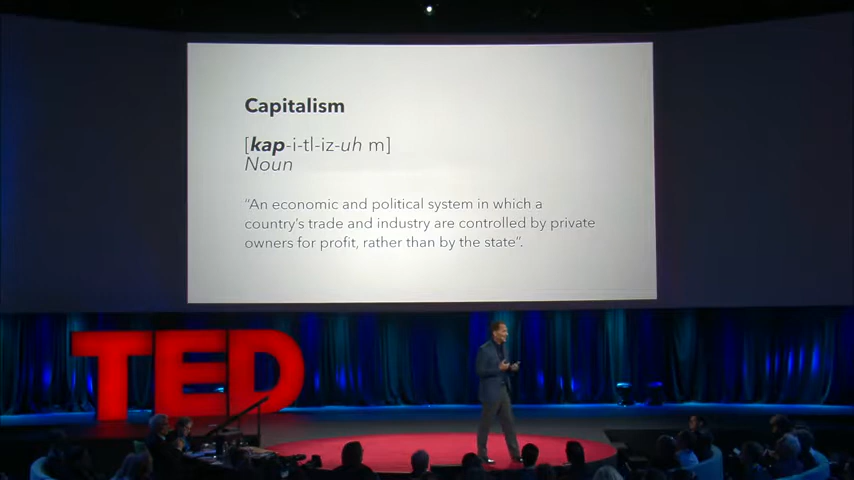 Capitalism
[kap-i-tl-iz-uh m]
Noun
“An economic and political system in which a
country’s trade and industry are controlled by private
owners for profit, rather than by the state”.
TED